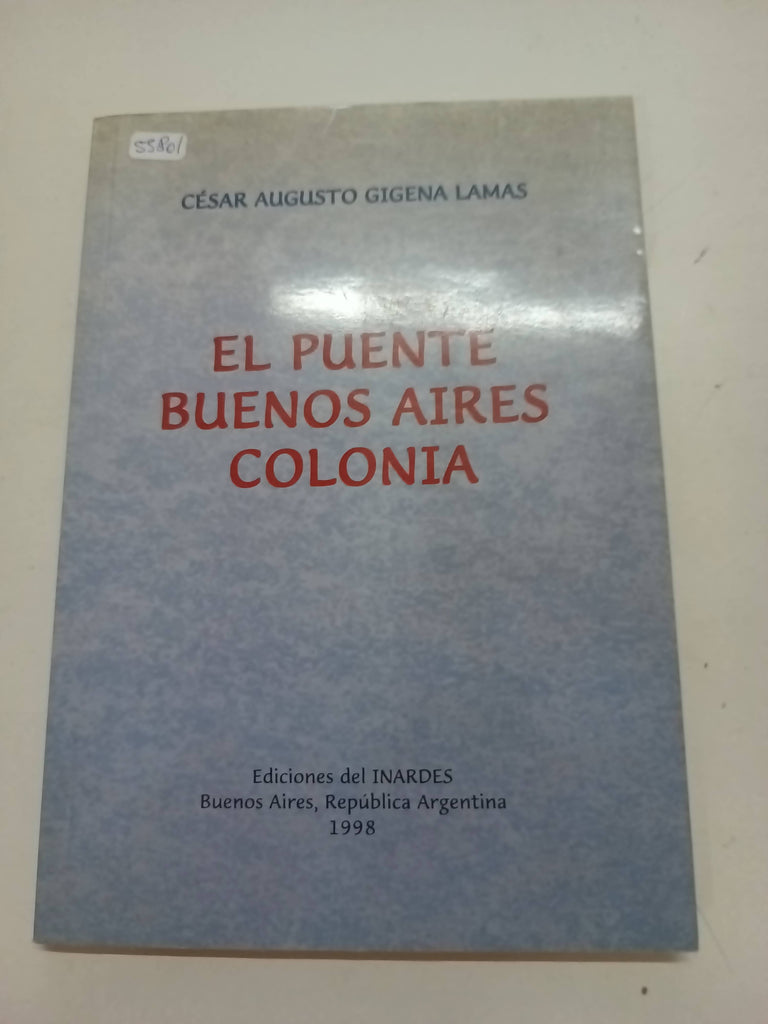 55801
CÉSAR AUGUSTO GIGENA LAMAS
EL PUENTE
BUENOS AIRES
COLONIA
Ediciones del INARDES
Buenos Aires, República Argentina
1998